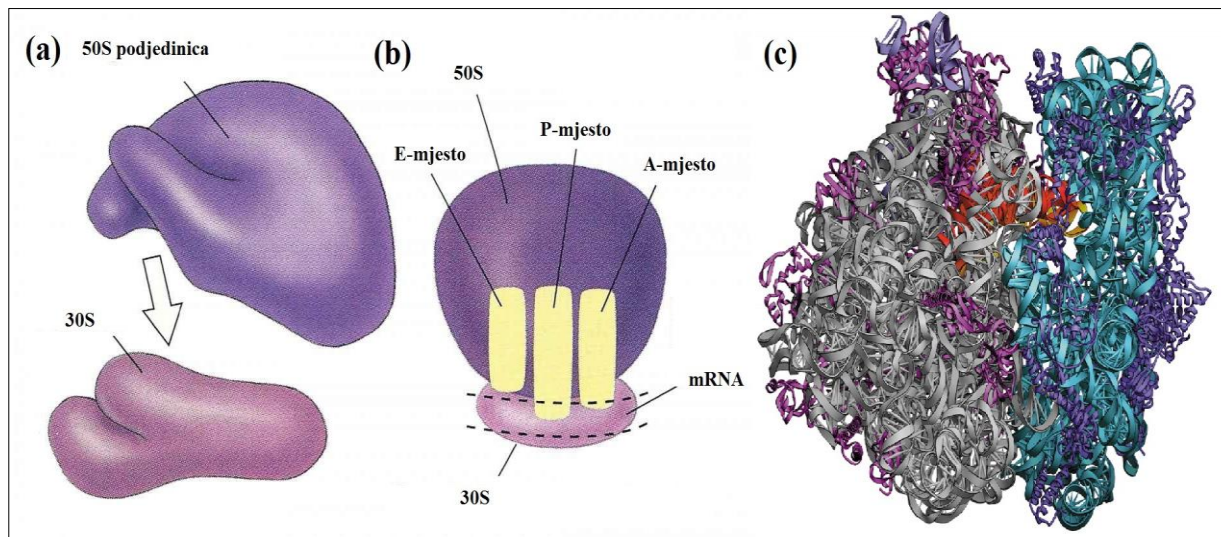 (a)
50S podjedinica
30S
(b)
50S
P-mjesto
E-mjesto
A-mjesto
mRNA
30S
(c)